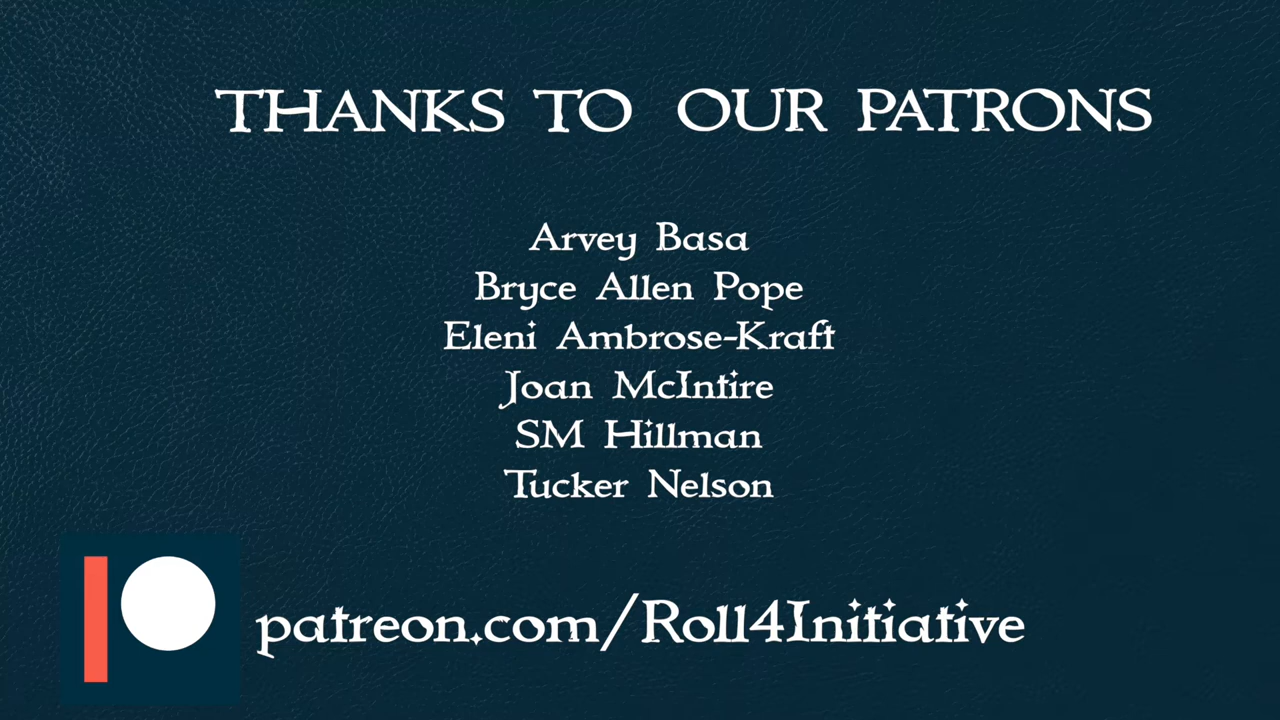 THANKS TO OUR PATRONS
Arvey Basa
Bryce Allen Pope
Eleni Ambrose-Kraft
Joan McIntire
SM Hillman
Tucker Nelson
patreon.com/Roll4Initiative